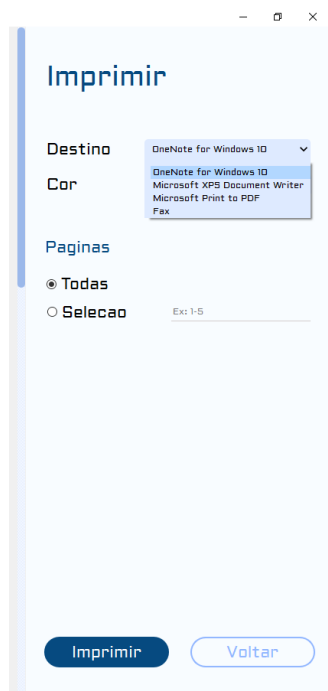 Imprimir
Destino
OneNote for Windows 10
OneNote for Windows 10
Microsoft XPS Document Writer
Microsoft Print to PDF
Fax
Cor
Paginas
Todas
Selecao Ex: 1-5
Imprimir Voltar